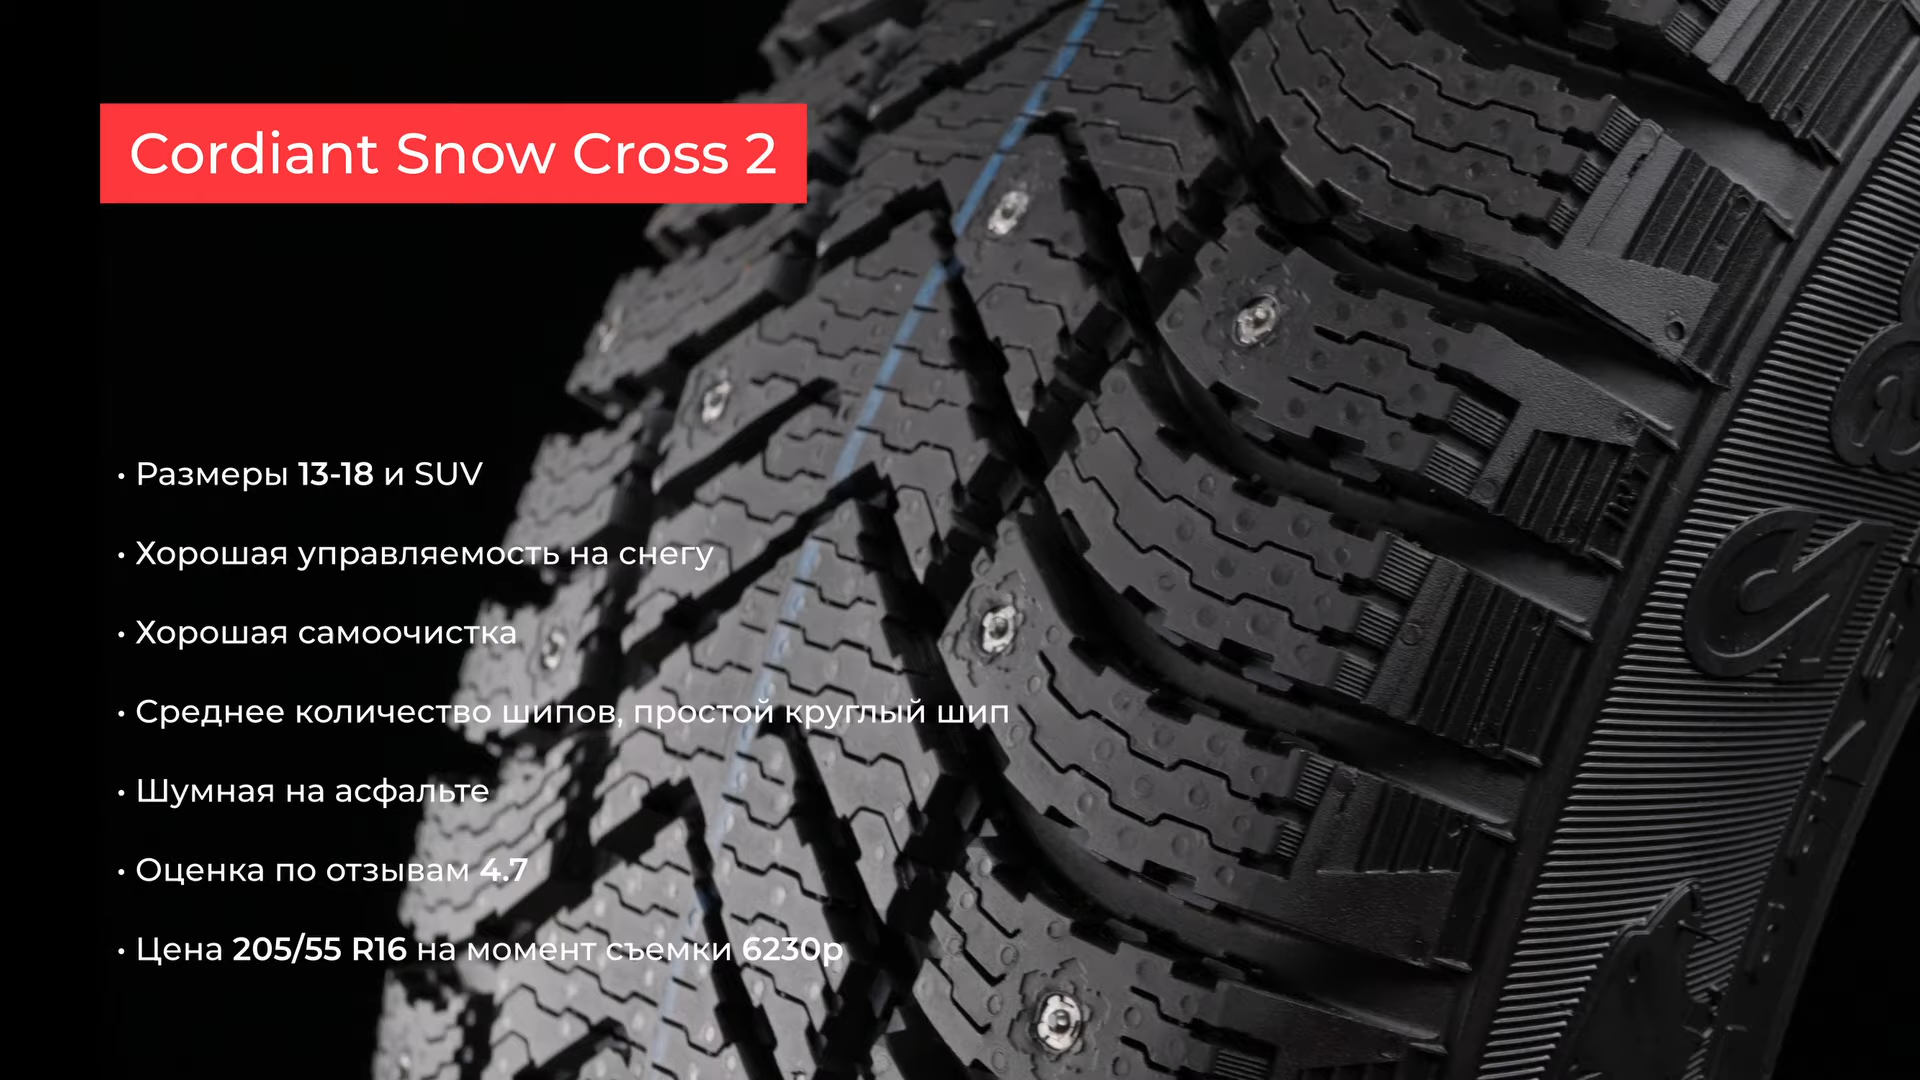 Cordiant Snow Cross 2
• Размеры 13-18 и SUV
• Хорошая управляемость на снегу
• Хорошая самоочистка
• Среднее количество шипов, простой круглый шип
• Шумная на асфальте
• Оценка по отзывам 4.7
• Цена 205/55 R16 на момент съемки 6230р